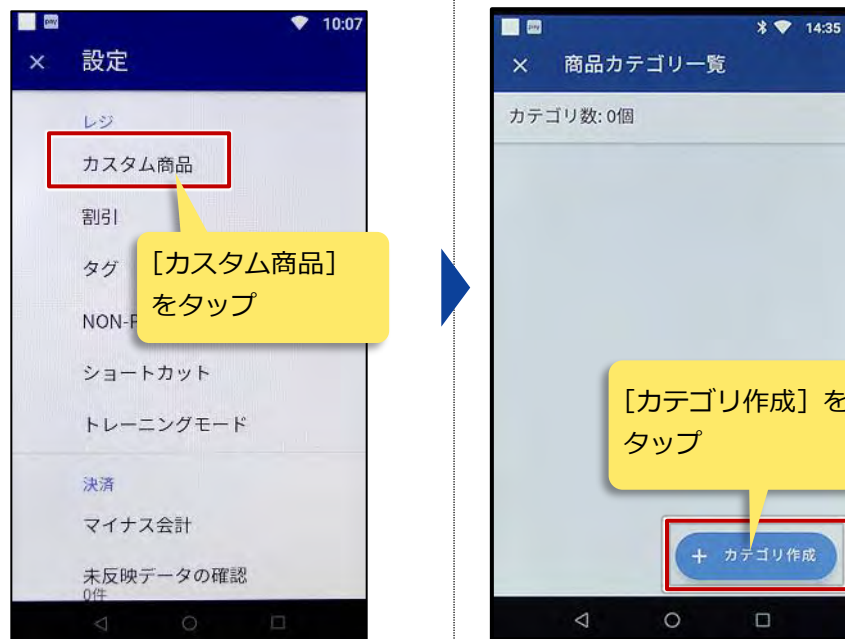 10:07
× 設定
レジ
カスタム商品
割引
タグ
[カスタム商品]
をタップ
ショートカット
トレーニングモード
決済
マイナス会計
未反映データの確認
0件
14:35
× 商品カテゴリ一覧
カテゴリ数: 0個
[カテゴリ作成] を
タップ
+ カテゴリ作成